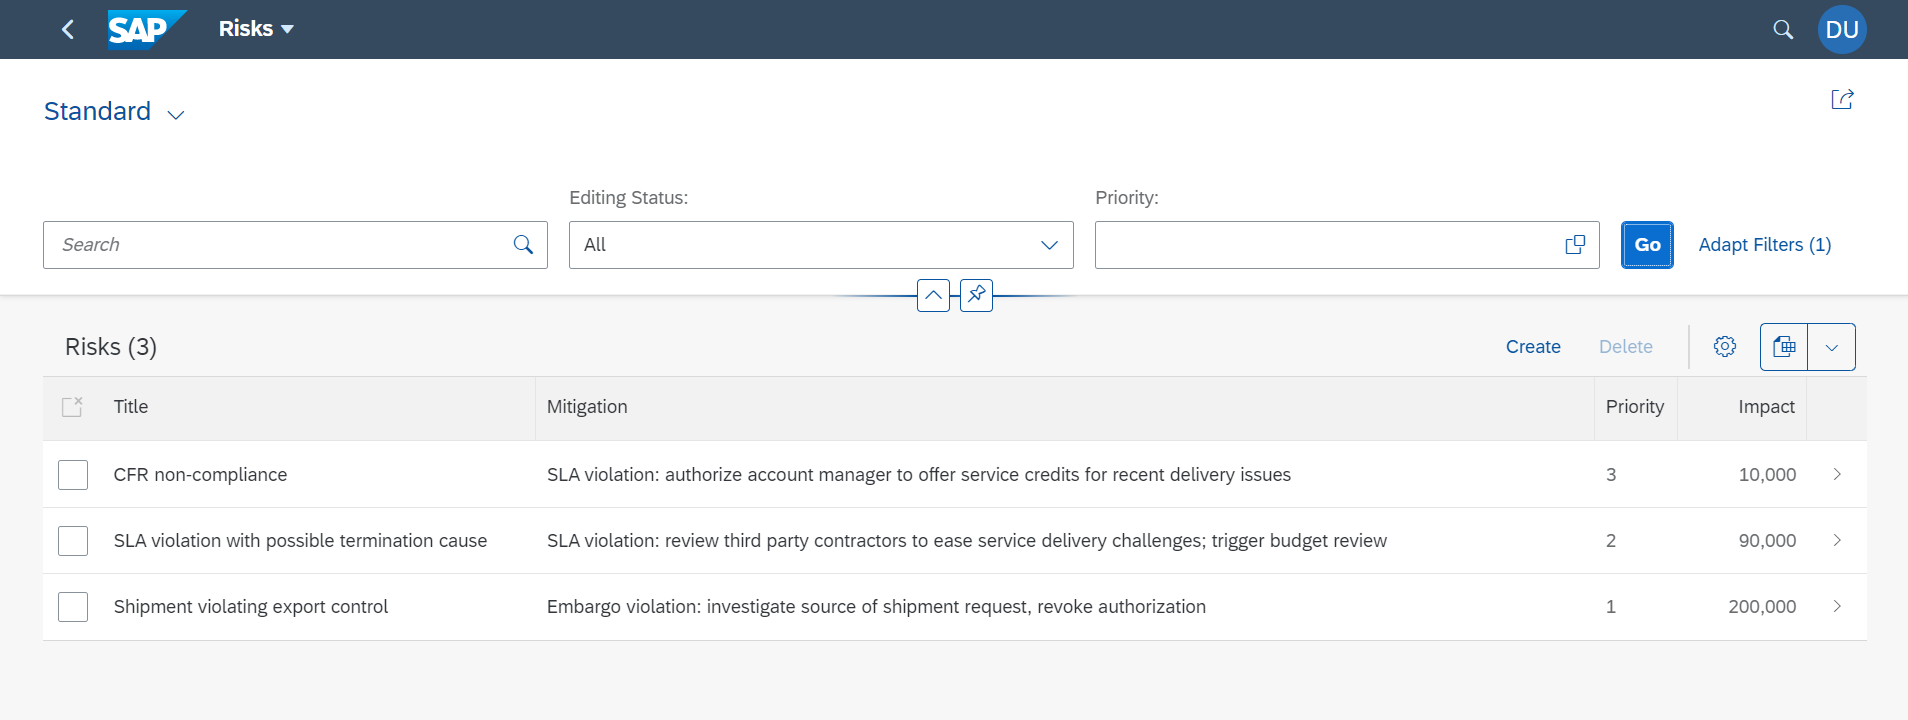 SAP Risks DU
Standard
Editing Status: Priority:
Search All Go Adapt Filters (1)
Risks (3) Create Delete
Title Mitigation Priority Impact
CFR non-compliance SLA violation: authorize account manager to offer service credits for recent delivery issues 3 10,000
SLA violation with possible termination cause SLA violation: review third party contractors to ease service delivery challenges; trigger budget review 2 90,000
Shipment violating export control Embargo violation: investigate source of shipment request, revoke authorization 1 200,000